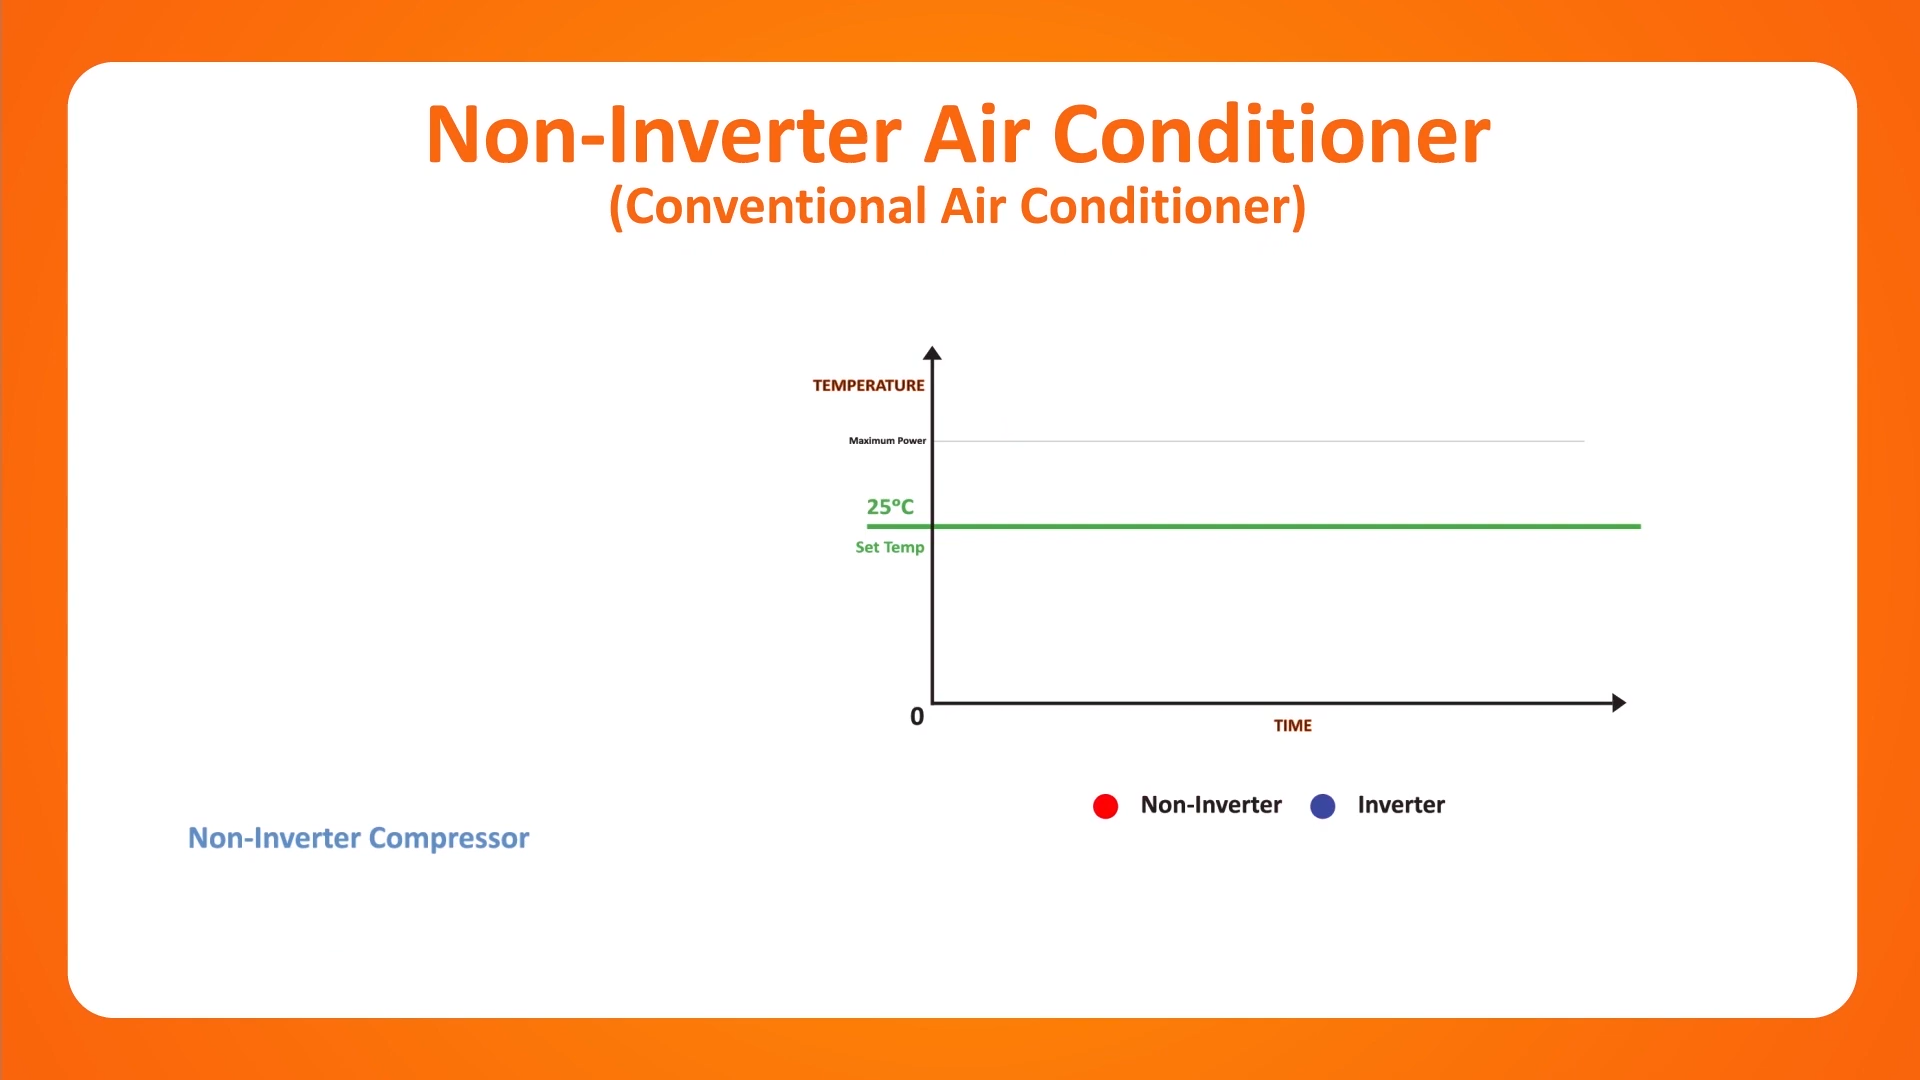 Non-Inverter Air Conditioner
(Conventional Air Conditioner)
TEMPERATURE
Maximum Power
25°C
Set Temp
0
TIME
Non-Inverter
Inverter
Non-Inverter Compressor